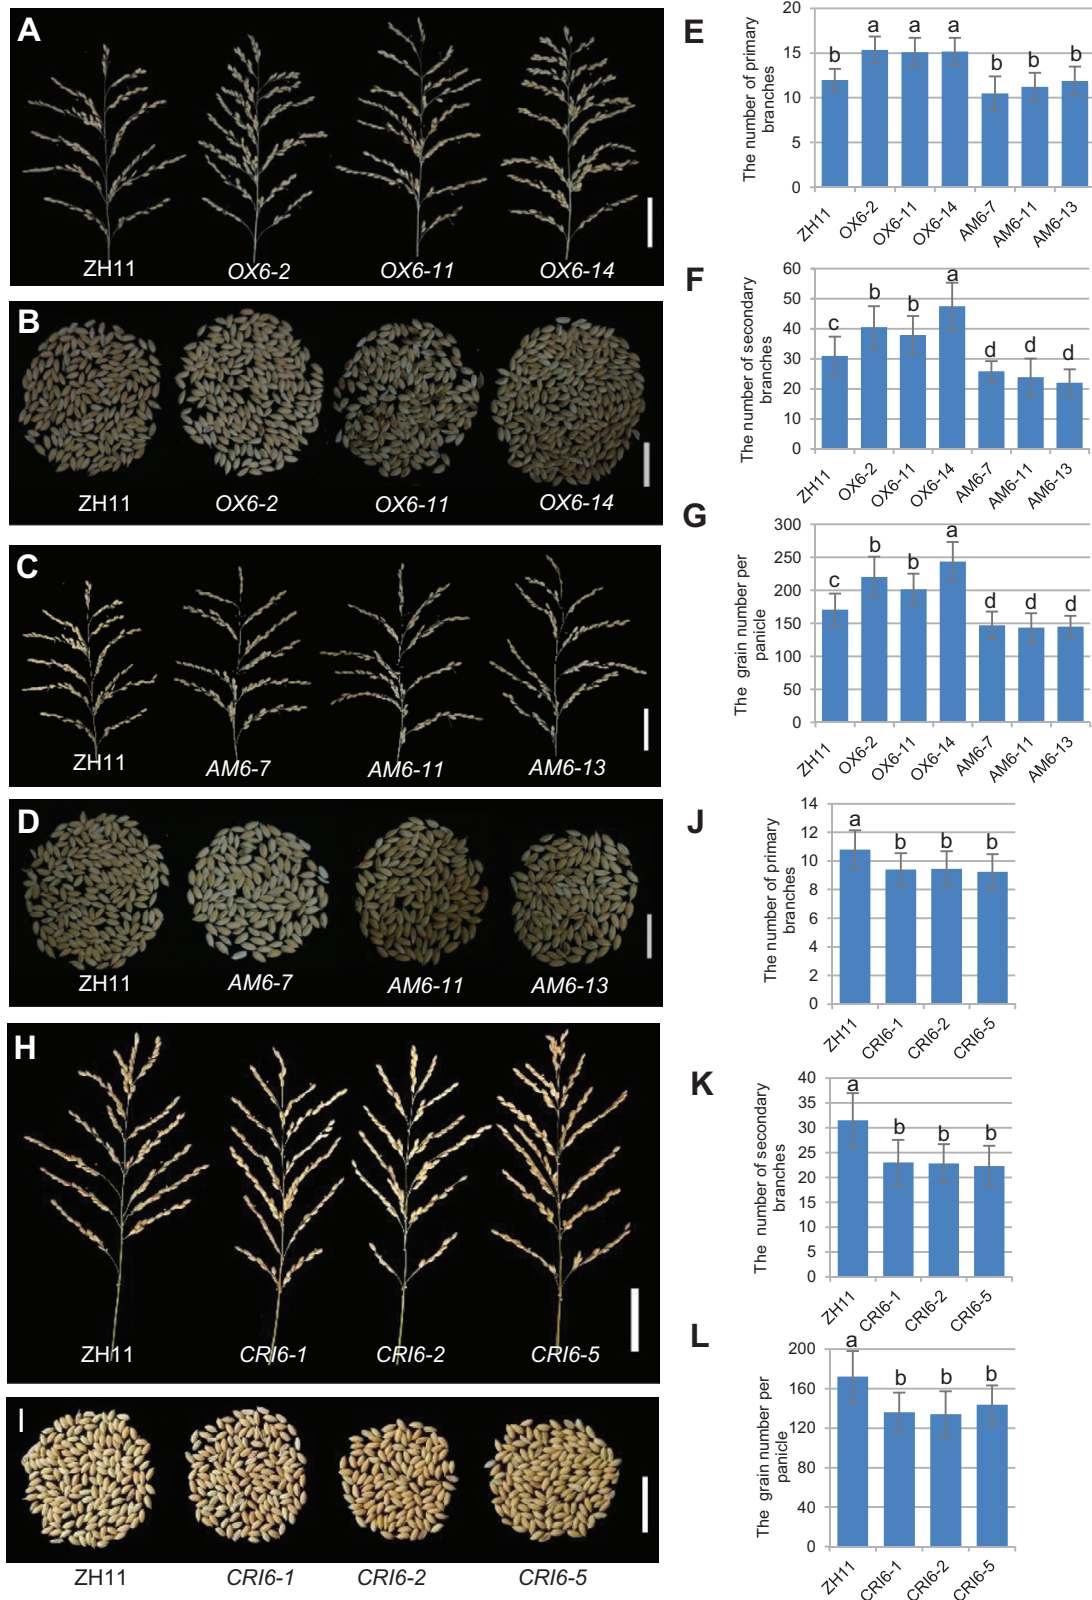 A
ZH11 OX6-2 OX6-11 OX6-14
B
ZH11 OX6-2 OX6-11 OX6-14
C
ZH11 AM6-7 AM6-11 AM6-13
D
ZH11 AM6-7 AM6-11 AM6-13
H
ZH11 CRI6-1 CRI6-2 CRI6-5
I
ZH11 CRI6-1 CRI6-2 CRI6-5
E
The number of primary
branches
20
15
10
5
0
b a a a b b b
ZH11 OX6-2 OX6-11 OX6-14 AM6-7 AM6-11 AM6-13
F
The number of secondary
branches
60
50
40
30
20
10
0
c b b a d d d
ZH11 OX6-2 OX6-11 OX6-14 AM6-7 AM6-11 AM6-13
G
The grain number per
panicle
300
250
200
150
100
50
0
c b b a d d d
ZH11 OX6-2 OX6-11 OX6-14 AM6-7 AM6-11 AM6-13
J
The number of primary
branches
14
12
10
8
6
4
2
0
a b b b
ZH11 CRI6-1 CRI6-2 CRI6-5
K
The number of secondary
branches
40
35
30
25
20
15
10
5
0
a b b b
ZH11 CRI6-1 CRI6-2 CRI6-5
L
The grain number per
panicle
200
160
120
80
40
0
a b b b
ZH11 CRI6-1 CRI6-2 CRI6-5